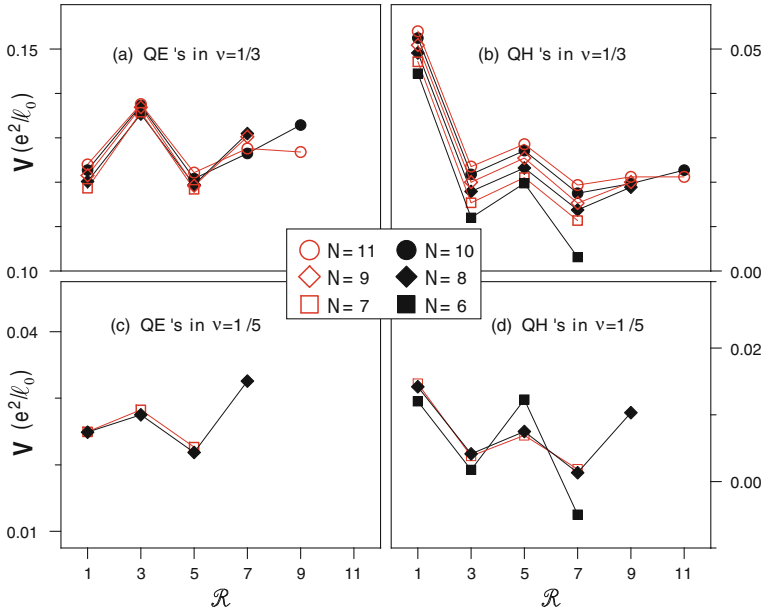 (a) QE 's in ν=1/3
(b) QH 's in ν=1/3
0.15
0.10
V (e²/ℓ₀)
0.05
0.00
N = 11
N = 10
N = 9
N = 8
N = 7
N = 6
(c) QE 's in ν=1/5
(d) QH 's in ν=1/5
0.04
0.01
V (e²/ℓ₀)
0.02
0.00
1 3 5 7 9 11
1 3 5 7 9 11
ℛ
ℛ